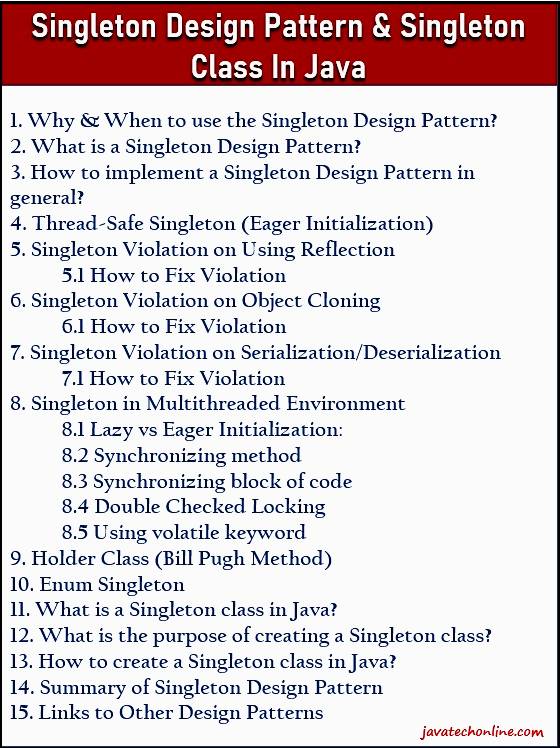 Singleton Design Pattern & Singleton
Class In Java
1. Why & When to use the Singleton Design Pattern?
2. What is a Singleton Design Pattern?
3. How to implement a Singleton Design Pattern in
general?
4. Thread-Safe Singleton (Eager Initialization)
5. Singleton Violation on Using Reflection
5.1 How to Fix Violation
6. Singleton Violation on Object Cloning
6.1 How to Fix Violation
7. Singleton Violation on Serialization/Deserialization
7.1 How to Fix Violation
8. Singleton in Multithreaded Environment
8.1 Lazy vs Eager Initialization:
8.2 Synchronizing method
8.3 Synchronizing block of code
8.4 Double Checked Locking
8.5 Using volatile keyword
9. Holder Class (Bill Pugh Method)
10. Enum Singleton
11. What is a Singleton class in Java?
12. What is the purpose of creating a Singleton class?
13. How to create a Singleton class in Java?
14. Summary of Singleton Design Pattern
15. Links to Other Design Patterns
javatechonline.com